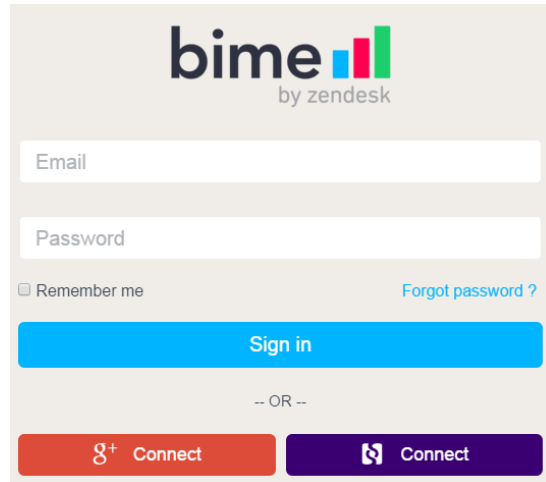 bime
by zendesk
Email
Password
Remember me
Forgot password ?
Sign in
-- OR --
g+ Connect
Connect